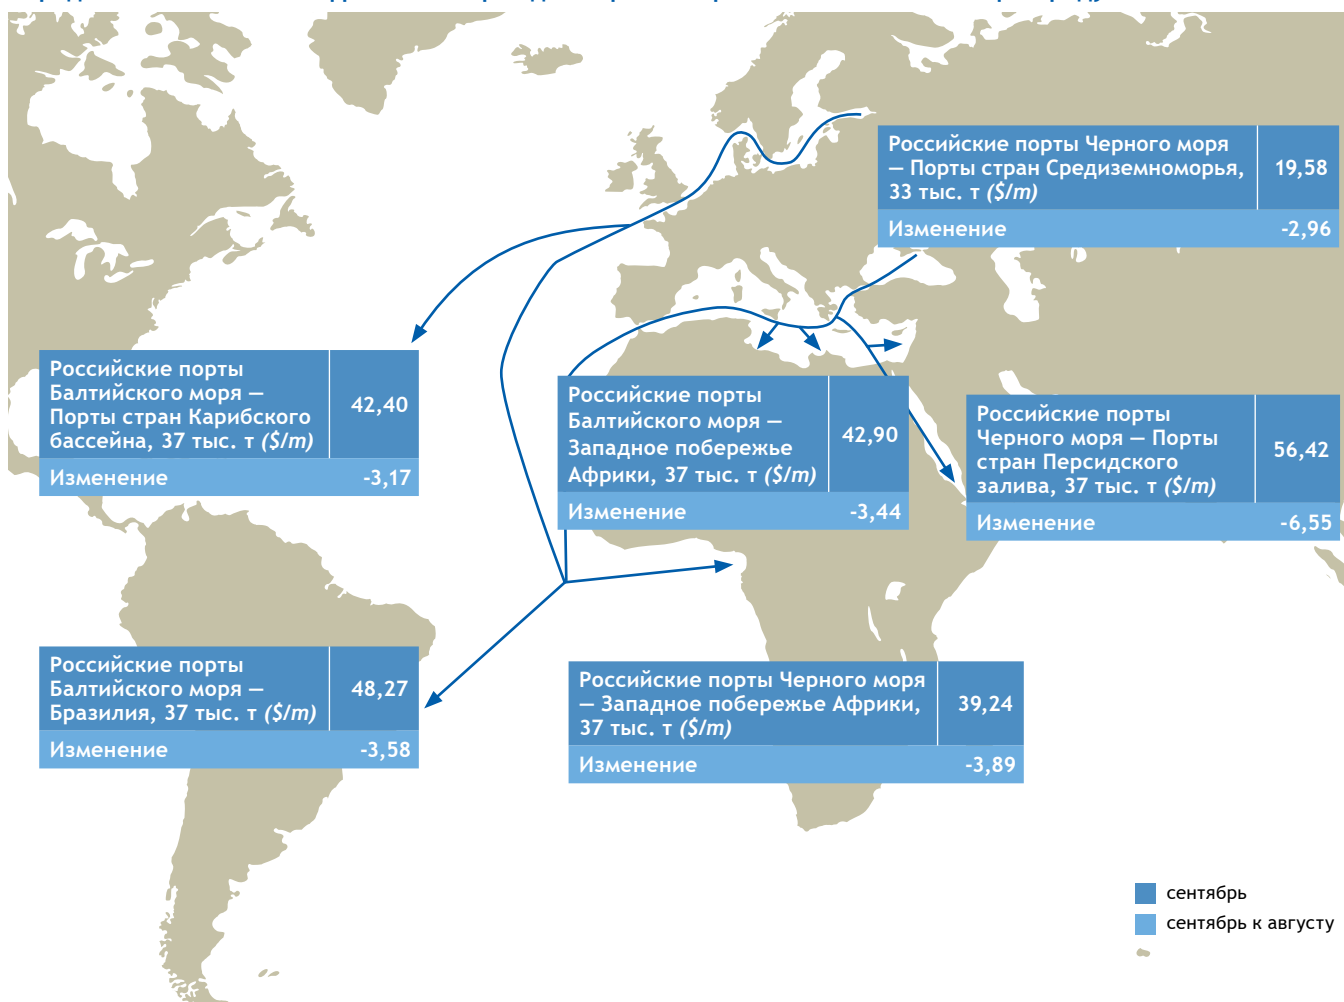 Российские порты Черного моря
— Порты стран Средиземноморья,
33 тыс. т ($/т)
19,58
Изменение
-2,96
Российские порты
Балтийского моря —
Порты стран Карибского
бассейна, 37 тыс. т ($/т)
42,40
Изменение
-3,17
Российские порты
Балтийского моря —
Западное побережье
Африки, 37 тыс. т ($/т)
42,90
Изменение
-3,44
Российские порты
Черного моря — Порты
стран Персидского
залива, 37 тыс. т ($/т)
56,42
Изменение
-6,55
Российские порты
Балтийского моря —
Бразилия, 37 тыс. т ($/т)
48,27
Изменение
-3,58
Российские порты Черного моря
— Западное побережье Африки,
37 тыс. т ($/т)
39,24
Изменение
-3,89
сентябрь
сентябрь к августу